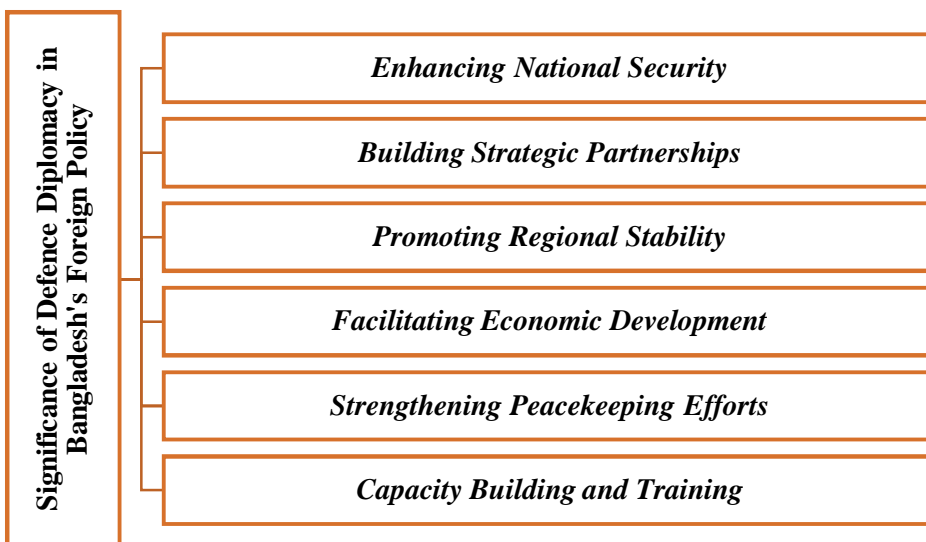 Significance of Defence Diplomacy in
Bangladesh's Foreign Policy
Enhancing National Security
Building Strategic Partnerships
Promoting Regional Stability
Facilitating Economic Development
Strengthening Peacekeeping Efforts
Capacity Building and Training